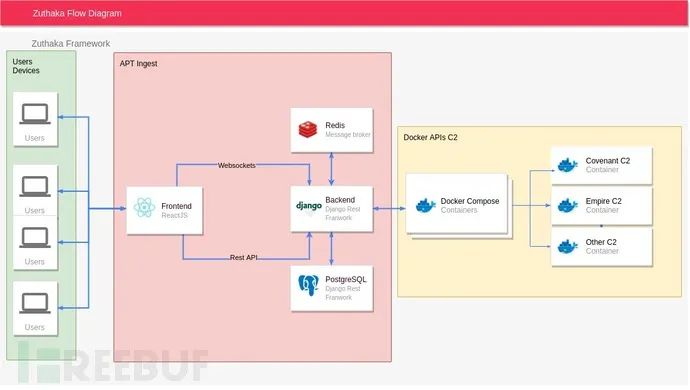 Zuthaka Flow Diagram
Zuthaka Framework
Users
Devices
Users
Users
Users
Users
APT Ingest
Frontend
ReactJS
Websockets
Rest API
Redis
Message broker
django
Backend
Django Rest
Franwork
PostgreSQL
Django Rest
Franwork
Docker APIs C2
Docker Compose
Containers
Covenant C2
Container
Empire C2
Container
Other C2
Container
FREEBUF